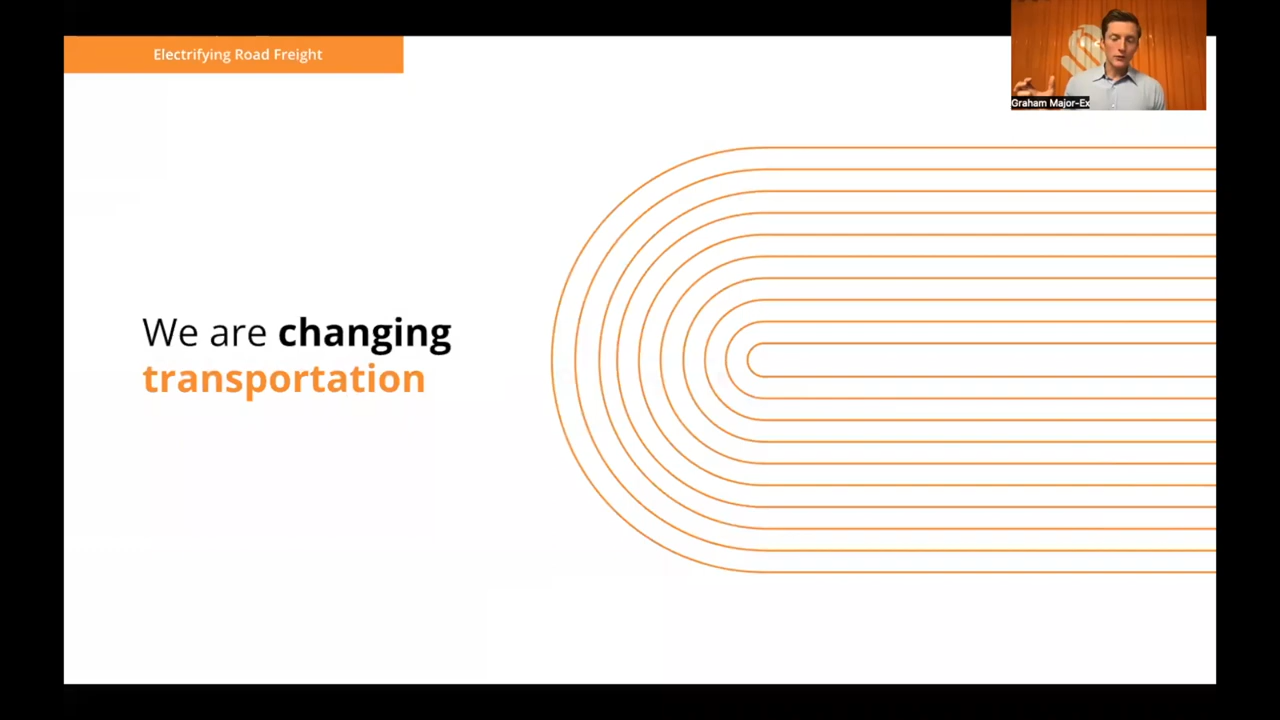 Electrifying Road Freight
Graham Major-Ex
We are changing
transportation